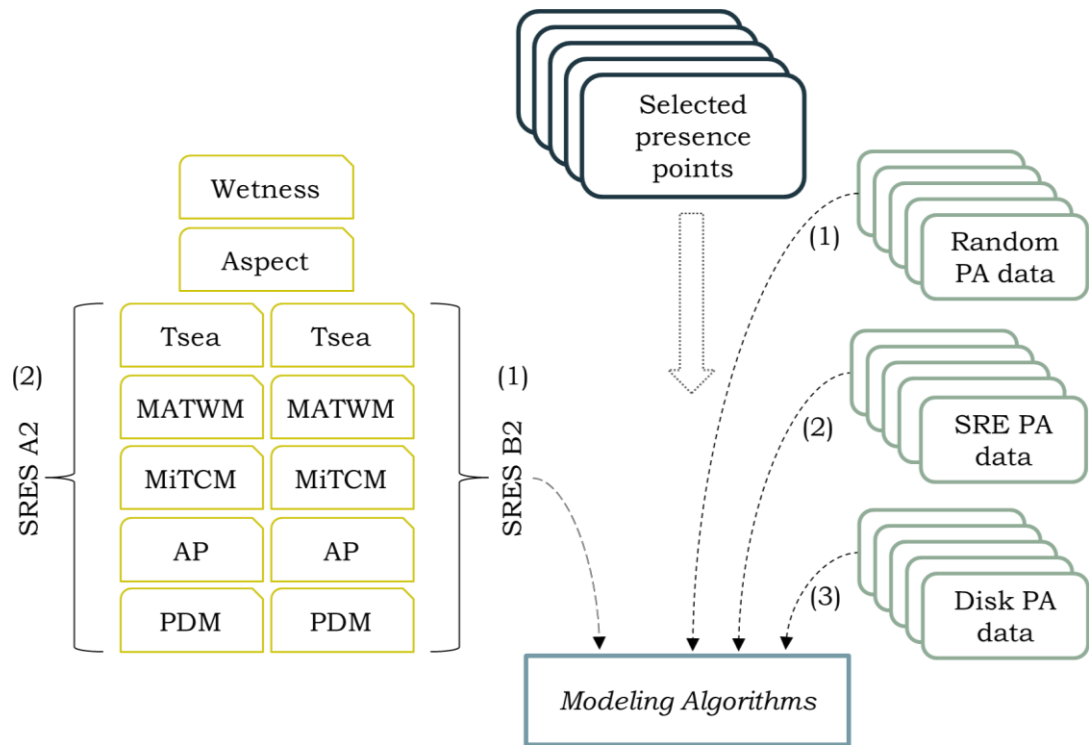 Selected
presence
points
Wetness
Aspect
Tsea
Tsea
MATWM
MATWM
MiTCM
MiTCM
AP
AP
PDM
PDM
(2)
SRES A2
(1)
SRES B2
(1)
Random
PA data
(2)
SRE PA
data
(3)
Disk PA
data
Modeling Algorithms